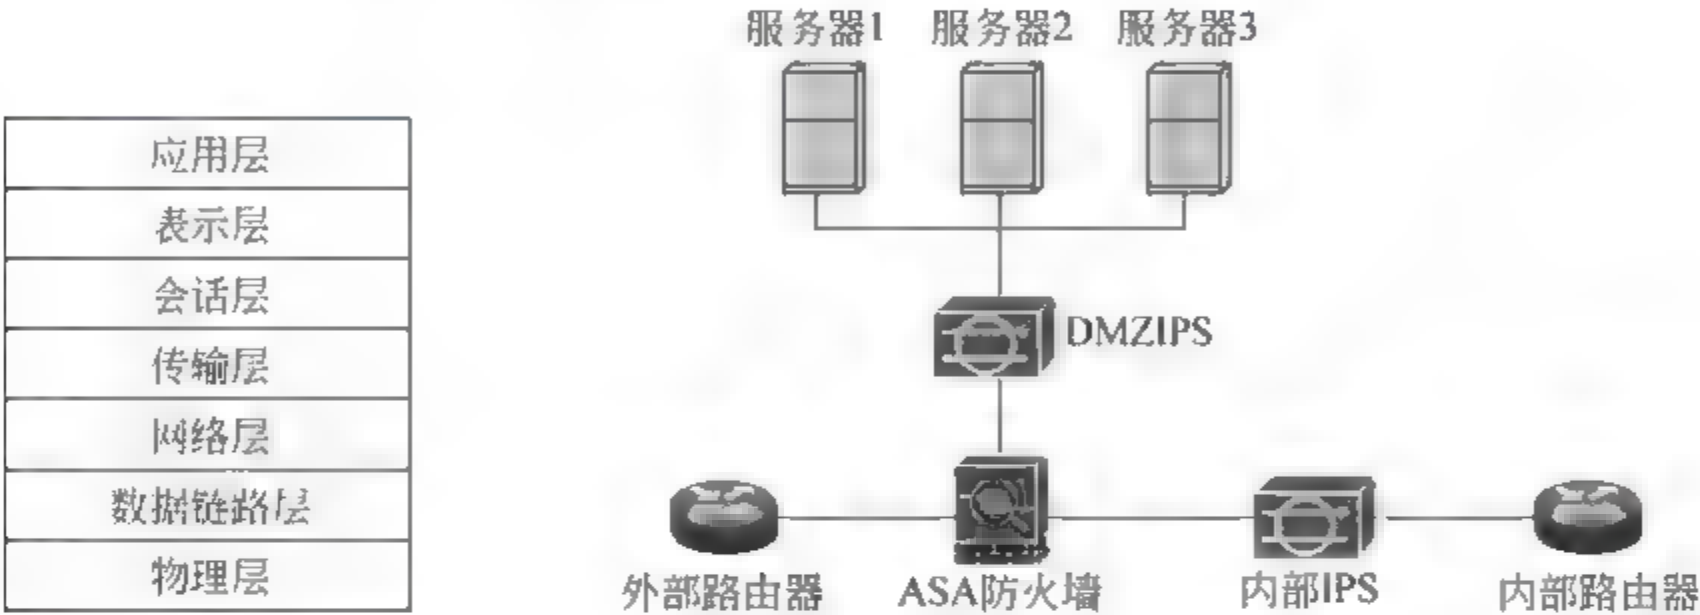 服务器1 服务器2 服务器3
应用层
表示层
会话层
传输层
网络层
数据链路层
物理层
DMZIPS
外部路由器 ASA防火墙 内部IPS 内部路由器